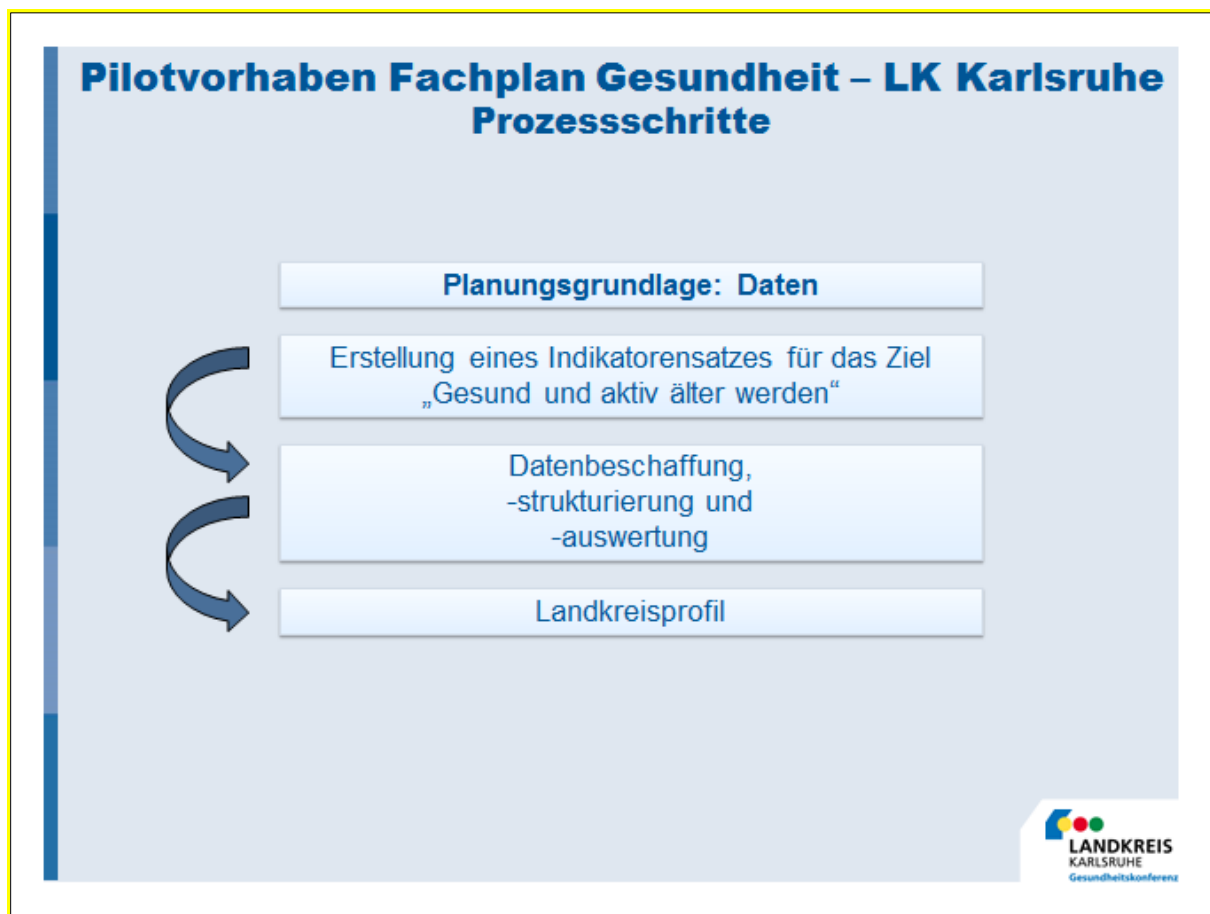 Pilotvorhaben Fachplan Gesundheit – LK Karlsruhe
Prozessschritte
Planungsgrundlage: Daten
Erstellung eines Indikatorensatzes für das Ziel
„Gesund und aktiv älter werden“
Datenbeschaffung,
-strukturierung und
-auswertung
Landkreisprofil
LANDKREIS
KARLSRUHE
Gesundheitskonferenz